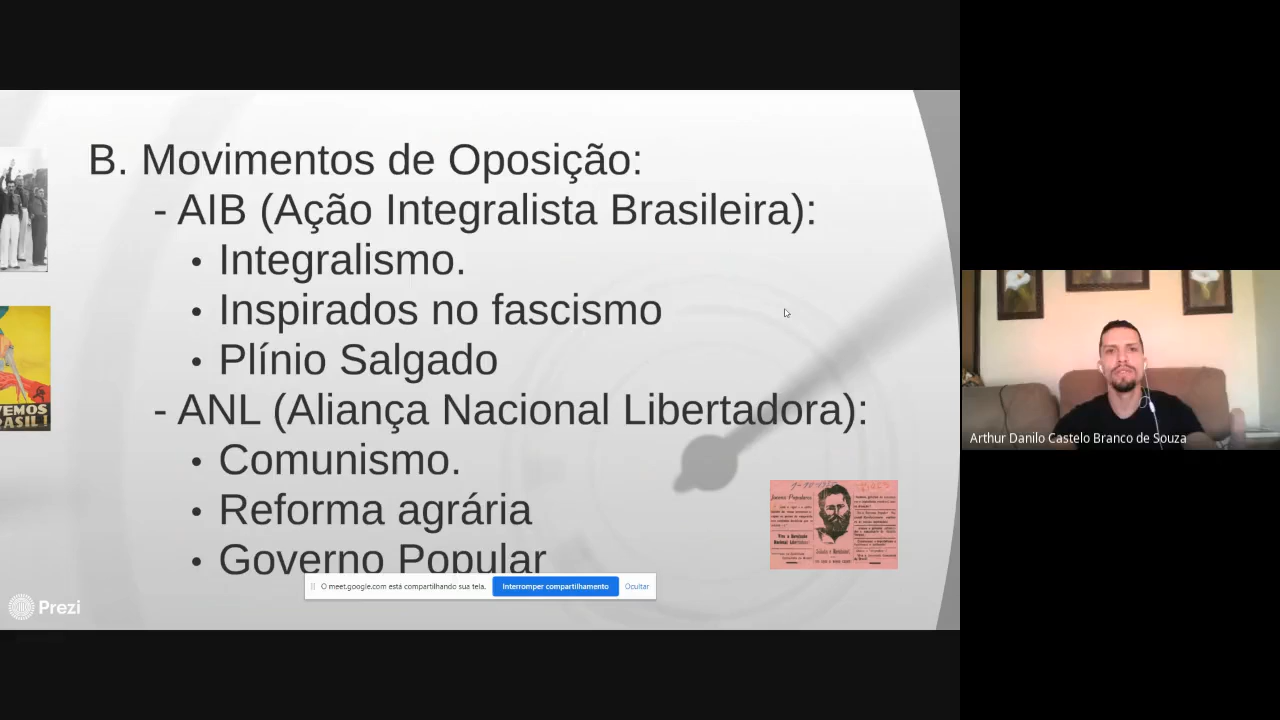 B. Movimentos de Oposição:
- AIB (Ação Integralista Brasileira):
• Integralismo.
• Inspirados no fascismo
• Plínio Salgado
- ANL (Aliança Nacional Libertadora):
• Comunismo.
• Reforma agrária
• Governo Popular
VEMOS
ASIL!
O meet.google.com está compartilhando sua tela.
Interromper compartilhamento
Ocultar
Prezi
Arthur Danilo Castelo Branco de Souza